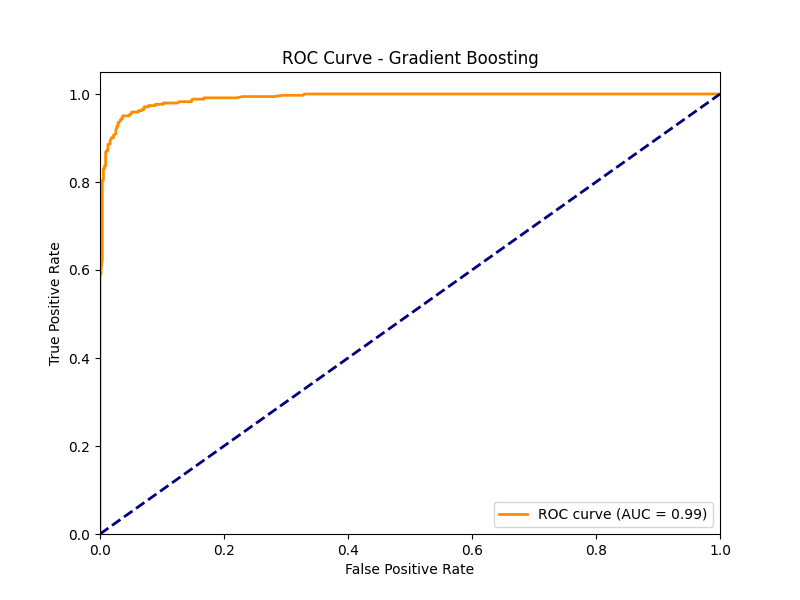 ROC Curve - Gradient Boosting
True Positive Rate
1.0
0.8
0.6
0.4
0.2
0.0
ROC curve (AUC = 0.99)
0.0 0.2 0.4 0.6 0.8 1.0
False Positive Rate